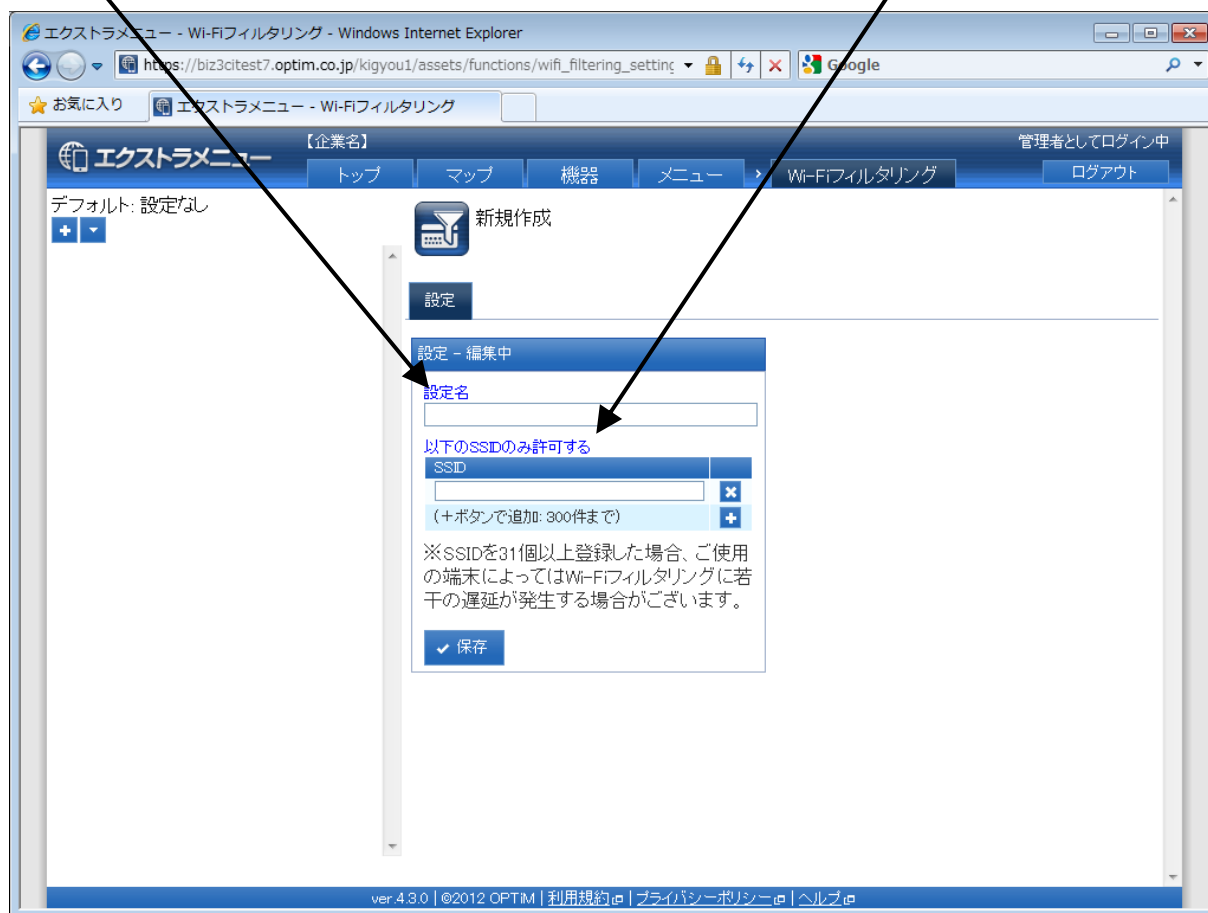 エクストラメニュー - Wi-Fiフィルタリング - Windows Internet Explorer
https://biz3citest7.optim.co.jp/kigyou1/assets/functions/wifi_filtering_setting
Google
お気に入り
エクストラメニュー - Wi-Fiフィルタリング
エクストラメニュー
【企業名】
管理者としてログイン中
トップ
マップ
機器
メニュー
Wi-Fiフィルタリング
ログアウト
デフォルト: 設定なし
新規作成
設定
設定 - 編集中
設定名
以下のSSIDのみ許可する
SSID
(+ボタンで追加: 300件まで)
※SSIDを31個以上登録した場合、ご使用
の端末によってはWi-Fiフィルタリングに若
干の遅延が発生する場合がございます。
保存
ver.4.3.0 | ©2012 OPTiM | 利用規約 | プライバシーポリシー | ヘルプ